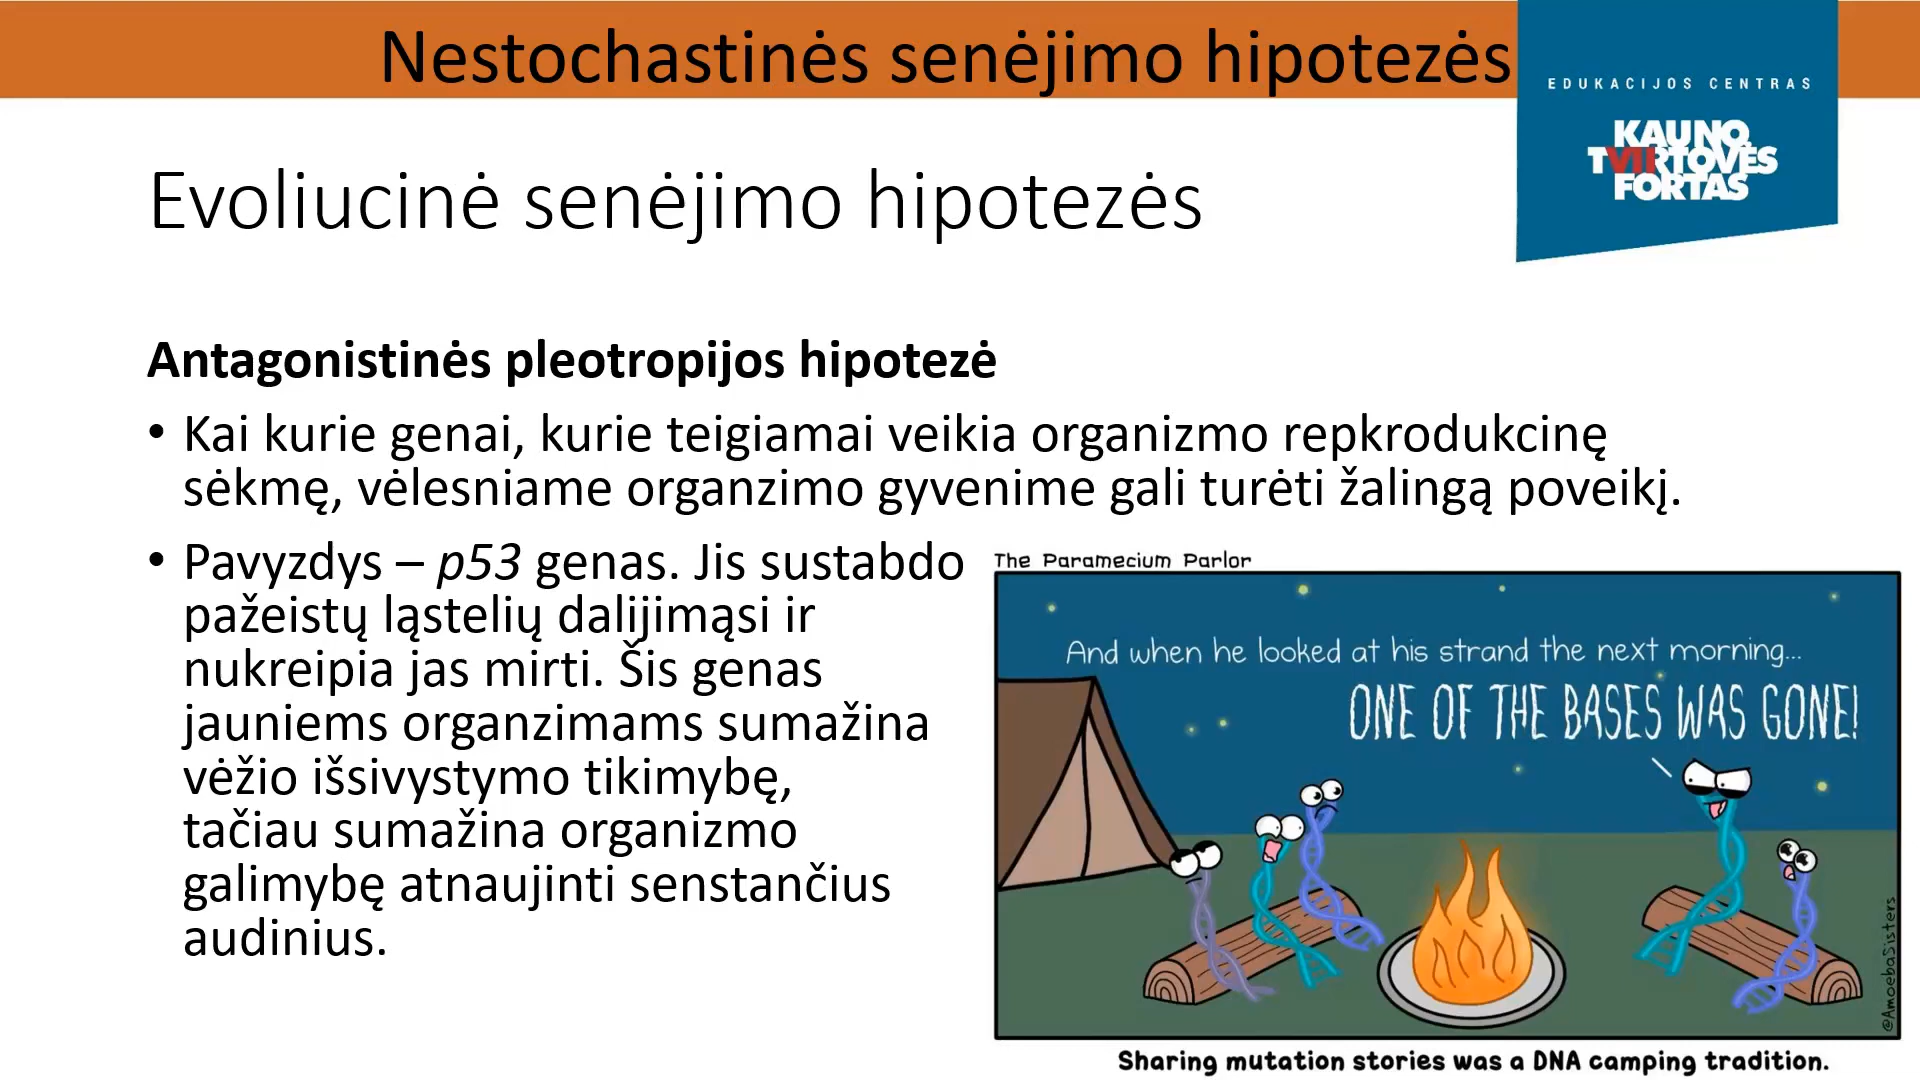 Nestochastinės senėjimo hipotezės
EDUKACIJOS CENTRAS
KAUNO
TVIRTOVĖS
FORTAS
Evoliucinė senėjimo hipotezės
Antagonistinės pleotropijos hipotezė
• Kai kurie genai, kurie teigiamai veikia organizmo repkrodukcinę
sėkmę, vėlesniame organzimo gyvenime gali turėti žalingą poveikį.
• Pavyzdys – p53 genas. Jis sustabdo
pažeistų ląstelių dalijimąsi ir
nukreipia jas mirti. Šis genas
jauniems organzimams sumažina
vėžio išsivystymo tikimybę,
tačiau sumažina organizmo
galimybę atnaujinti senstančius
audinius.
The Paramecium Parlor
And when he looked at his strand the next morning...
ONE OF THE BASES WAS GONE!
@AmoebaSisters
Sharing mutation stories was a DNA camping tradition.